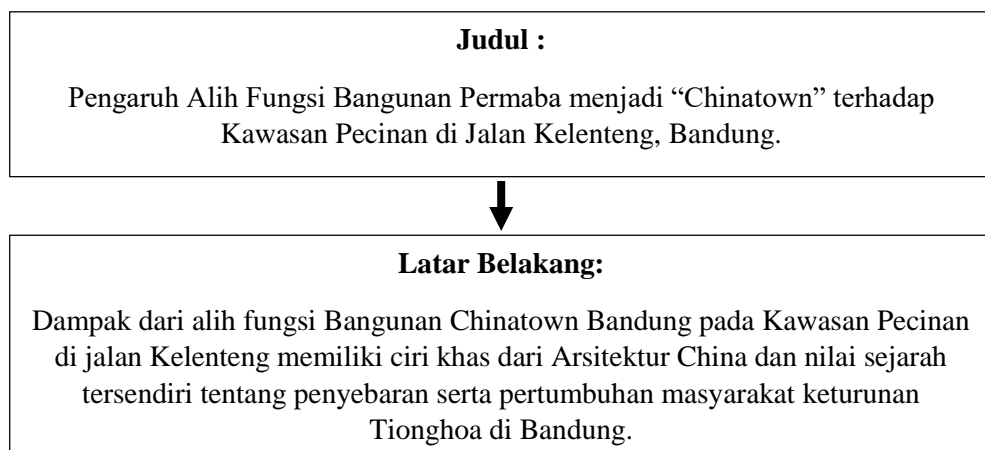 Judul :
Pengaruh Alih Fungsi Bangunan Permaba menjadi “Chinatown” terhadap
Kawasan Pecinan di Jalan Kelenteng, Bandung.
Latar Belakang:
Dampak dari alih fungsi Bangunan Chinatown Bandung pada Kawasan Pecinan
di jalan Kelenteng memiliki ciri khas dari Arsitektur China dan nilai sejarah
tersendiri tentang penyebaran serta pertumbuhan masyarakat keturunan
Tionghoa di Bandung.